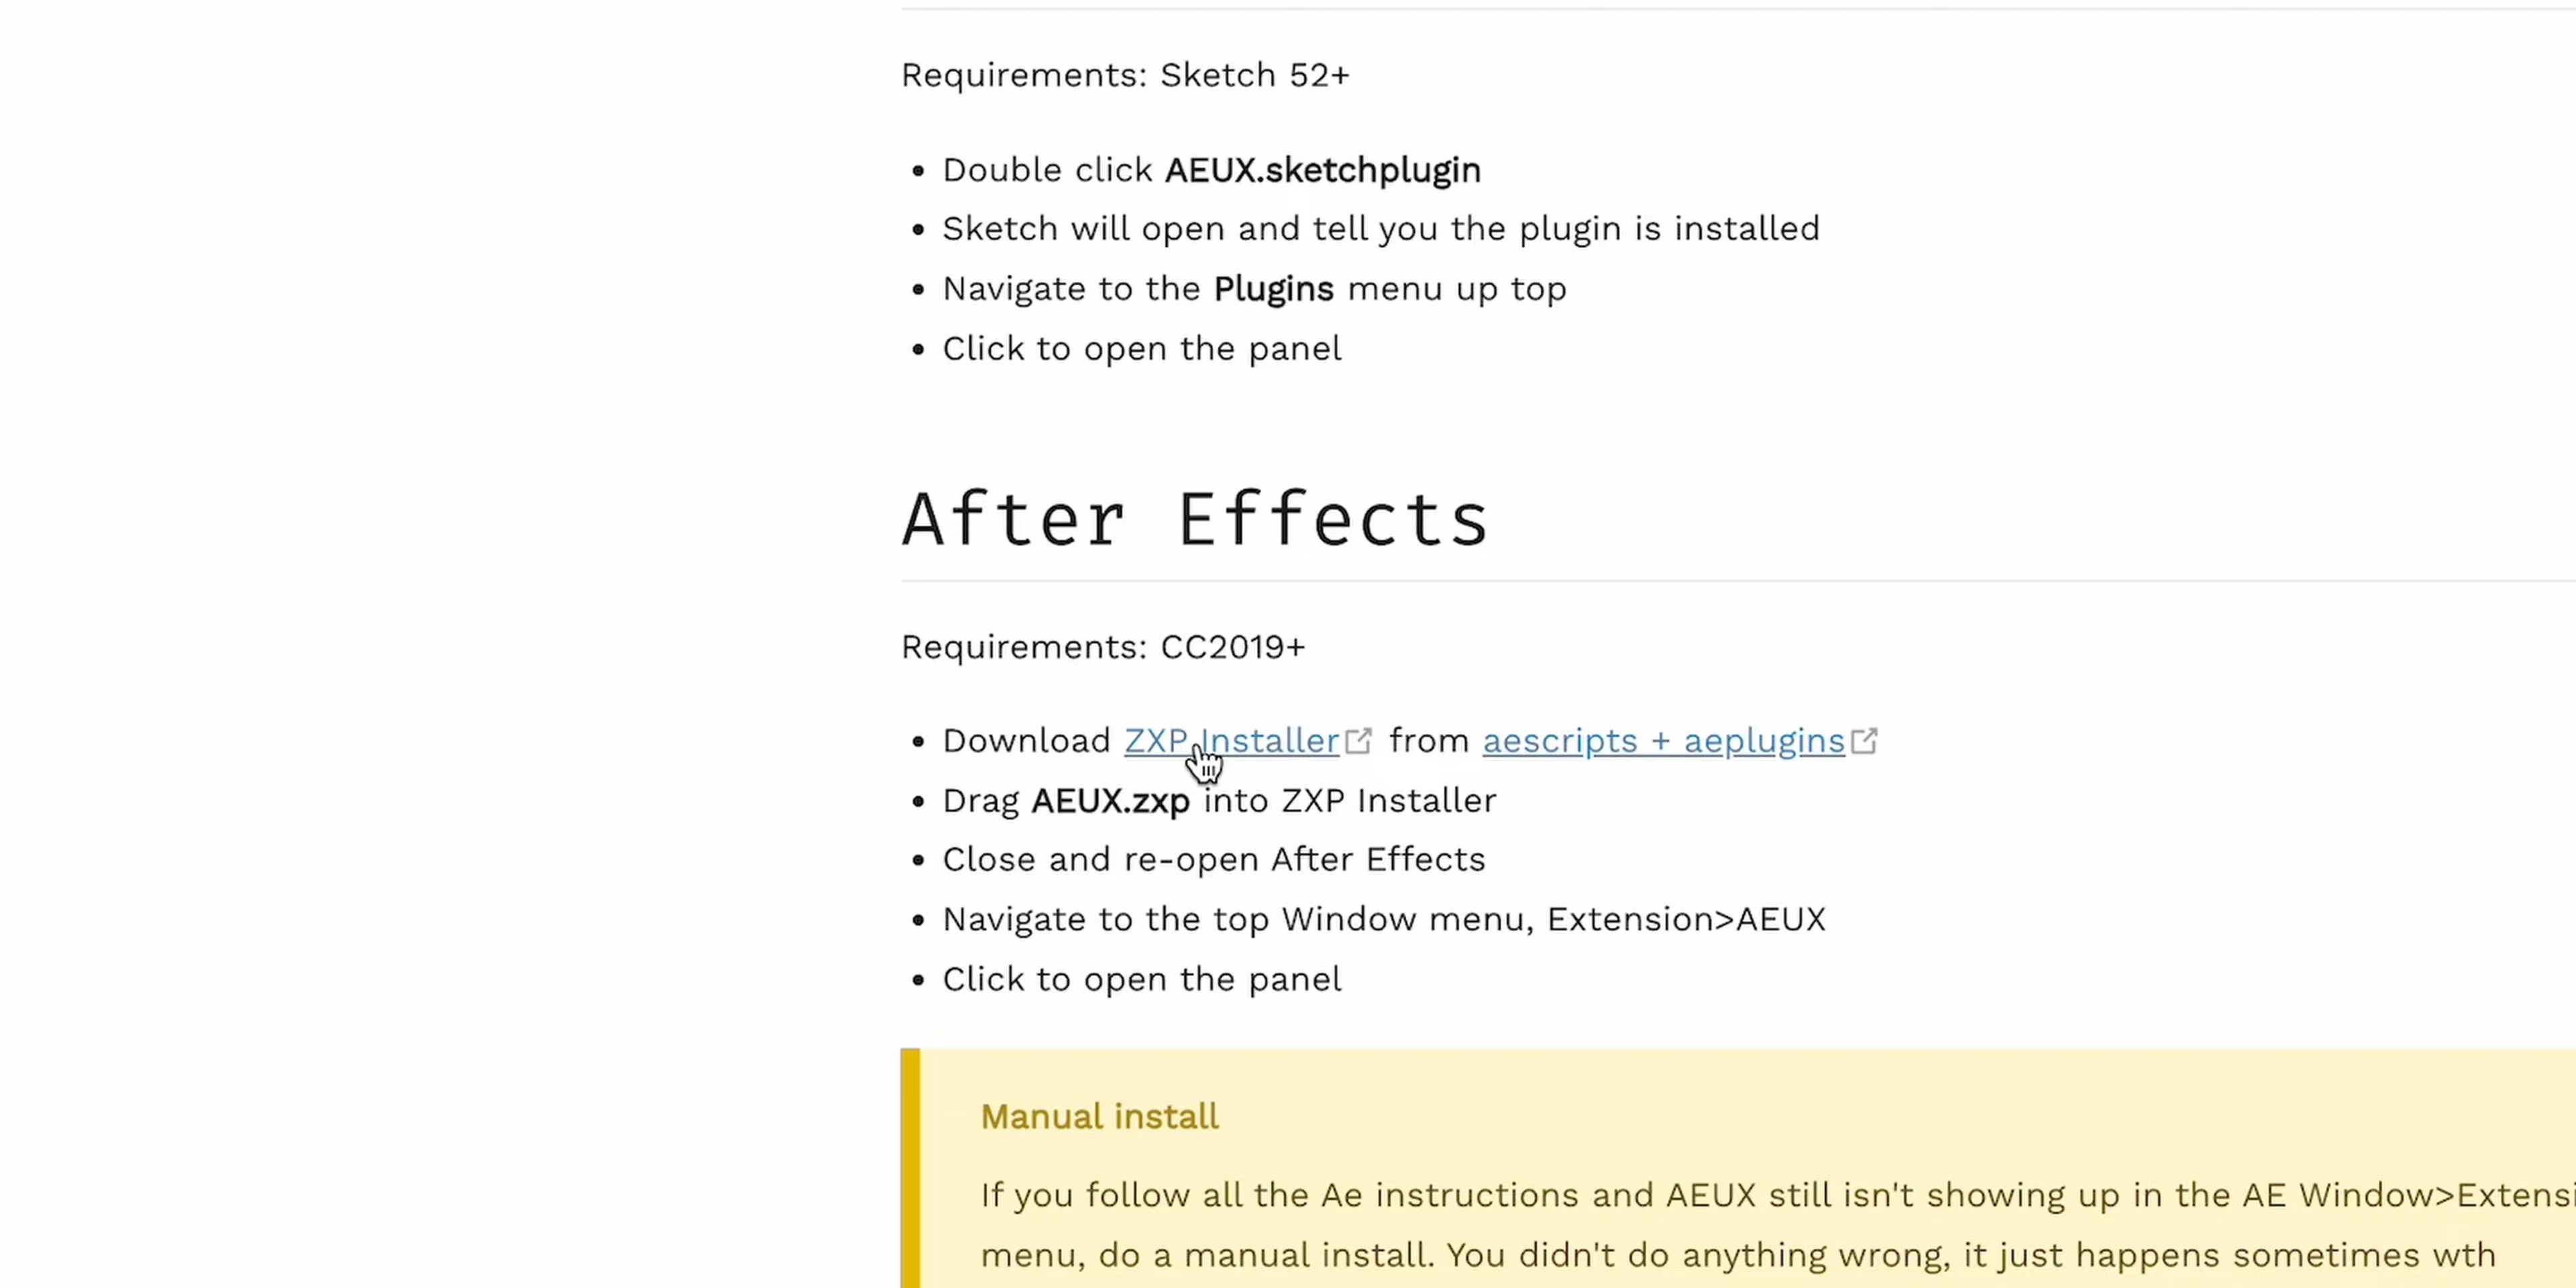 Requirements: Sketch 52+
Double click AEUX.sketchplugin
Sketch will open and tell you the plugin is installed
Navigate to the Plugins menu up top
Click to open the panel
After Effects
Requirements: CC2019+
Download ZXP Installer from aescripts + aeplugins
Drag AEUX.zxp into ZXP Installer
Close and re-open After Effects
Navigate to the top Window menu, Extension>AEUX
Click to open the panel
Manual install
If you follow all the Ae instructions and AEUX still isn't showing up in the AE Window>Extensi
menu, do a manual install. You didn't do anything wrong, it just happens sometimes wth